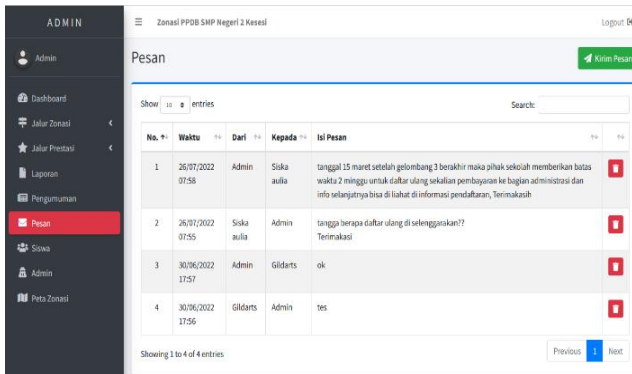 ADMIN
Zonasi PPDB SMP Negeri 2 Kesesi
Logout
Admin
Dashboard
Jalur Zonasi
Jalur Prestasi
Laporan
Pengumuman
Pesan
Siswa
Admin
Peta Zonasi
Pesan
Kirim Pesan
Show 10 entries
Search:
No. Waktu Dari Kepada Isi Pesan
1 26/07/2022 07:58 Admin Siska aulia tanggal 15 maret setelah gelombang 3 berakhir maka pihak sekolah memberikan batas
waktu 2 minggu untuk daftar ulang sekalian pembayaran ke bagian administrasi dan
info selanjatnya bisa di liahat di informasi pendaftaran, Terimakasih
2 26/07/2022 07:55 Siska aulia Admin tangga berapa daftar ulang di selenggarakan??
Terimakasi
3 30/06/2022 17:57 Admin Gildarts ok
4 30/06/2022 17:56 Gildarts Admin tes
Showing 1 to 4 of 4 entries
Previous 1 Next